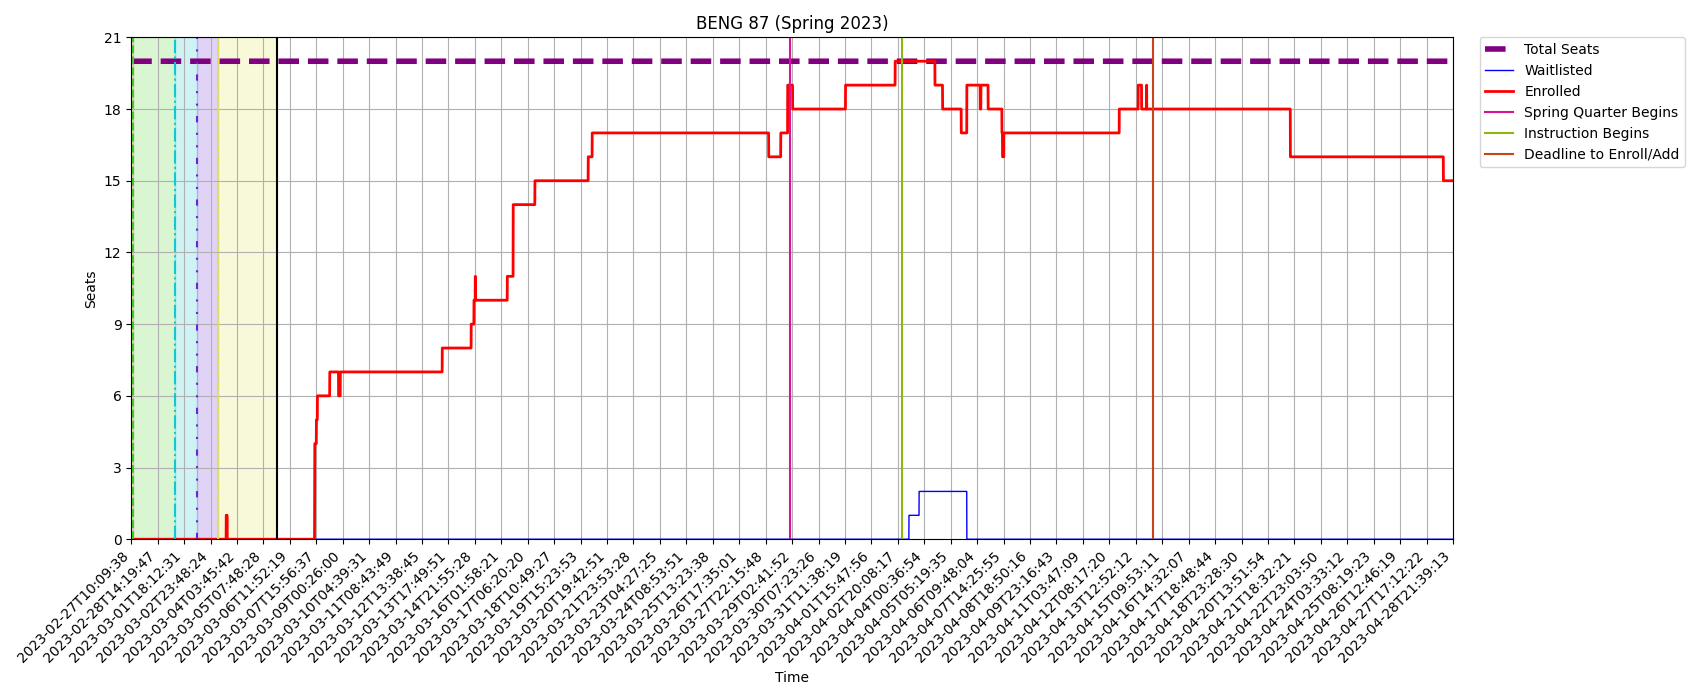 BENG 87 (Spring 2023)
21
18
15
12
9
6
3
0
Seats
Total Seats
Waitlisted
Enrolled
Spring Quarter Begins
Instruction Begins
Deadline to Enroll/Add
2023-02-27T10:09:38
2023-02-28T14:19:47
2023-03-01T18:12:31
2023-03-02T23:48:24
2023-03-04T03:45:42
2023-03-05T07:48:28
2023-03-06T11:52:19
2023-03-07T15:56:37
2023-03-09T00:26:00
2023-03-10T04:39:31
2023-03-11T08:43:49
2023-03-12T13:38:45
2023-03-13T17:49:51
2023-03-14T21:55:28
2023-03-16T01:58:21
2023-03-17T06:20:20
2023-03-18T10:49:27
2023-03-19T15:23:53
2023-03-20T19:42:51
2023-03-21T23:53:28
2023-03-23T04:27:25
2023-03-24T08:53:51
2023-03-25T13:23:38
2023-03-26T17:35:01
2023-03-27T22:15:48
2023-03-29T02:41:52
2023-03-30T07:23:26
2023-03-31T11:38:19
2023-04-01T15:47:56
2023-04-02T20:08:17
2023-04-04T00:36:54
2023-04-05T05:19:35
2023-04-06T09:48:04
2023-04-07T14:25:55
2023-04-08T18:50:16
2023-04-09T23:16:43
2023-04-11T03:47:09
2023-04-12T08:17:20
2023-04-13T12:52:12
2023-04-15T09:53:11
2023-04-16T14:32:07
2023-04-17T18:48:44
2023-04-18T23:28:30
2023-04-20T13:51:54
2023-04-21T18:32:21
2023-04-22T23:03:50
2023-04-24T03:33:12
2023-04-25T08:19:23
2023-04-26T12:46:19
2023-04-27T17:12:22
2023-04-28T21:39:13
Time